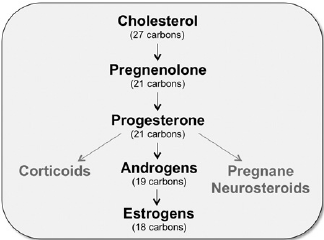 Cholesterol
(27 carbons)
Pregnenolone
(21 carbons)
Progesterone
(21 carbons)
Corticoids
Androgens
(19 carbons)
Pregnane
Neurosteroids
Estrogens
(18 carbons)